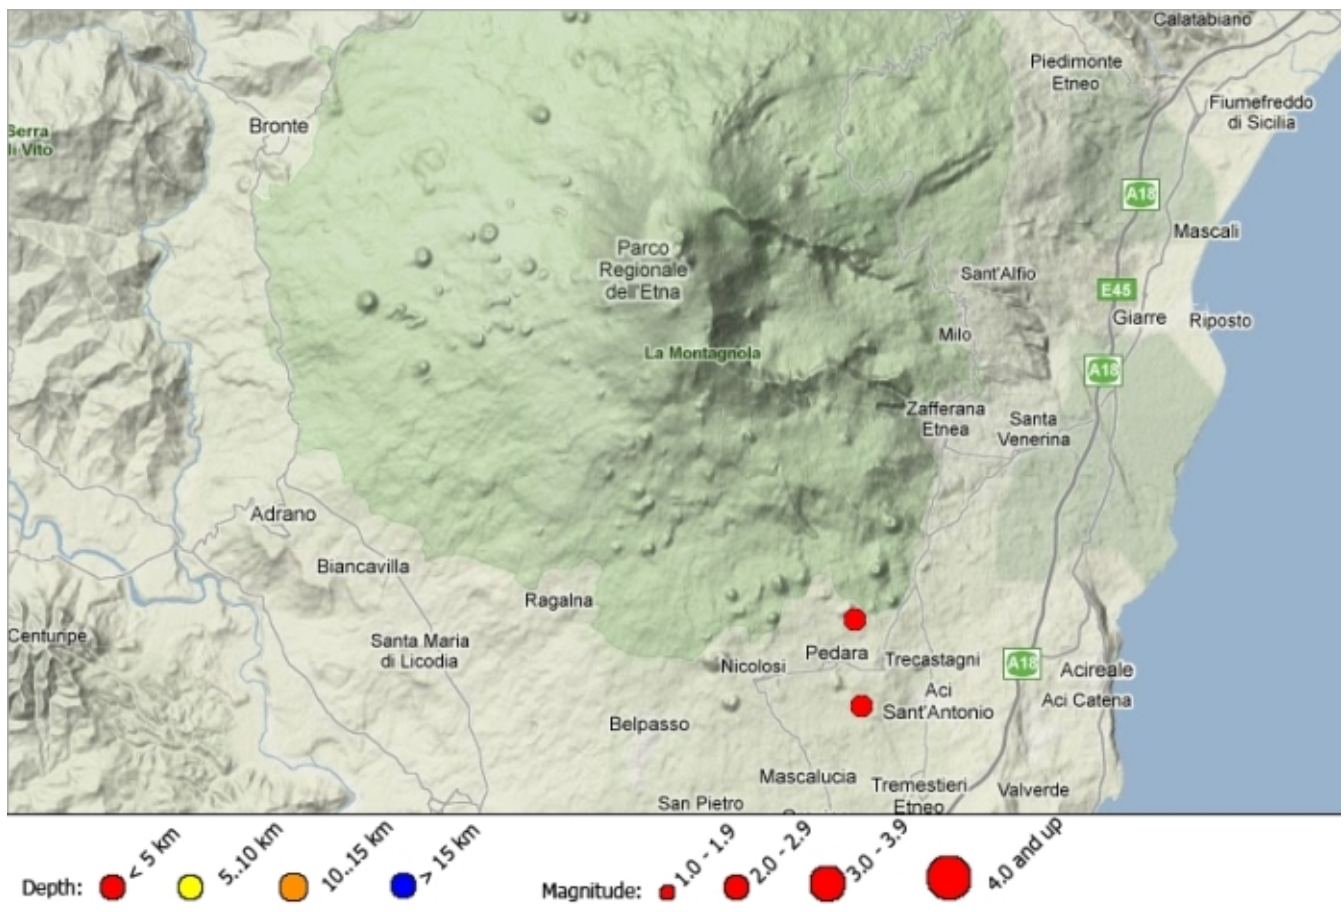 Calatabiano
Piedimonte
Etneo
Fiumefreddo
di Sicilia
Bronte
Serra
di Vito
A18
Mascali
Parco
Regionale
dell'Etna
Sant'Alfio
E45
Giarre
Riposto
Milo
La Montagnola
A18
Zafferana
Etnea
Santa
Venerina
Adrano
Biancavilla
Ragalna
Centuripe
Santa Maria
di Licodia
Nicolosi
Pedara
Trecastagni
A18
Acireale
Aci
Sant'Antonio
Aci Catena
Belpasso
Mascalucia
Tremestieri
Etneo
Valverde
San Pietro
Depth:
< 5 km
5..10 km
10..15 km
> 15 km
Magnitude:
1.0 - 1.9
2.0 - 2.9
3.0 - 3.9
4.0 and up